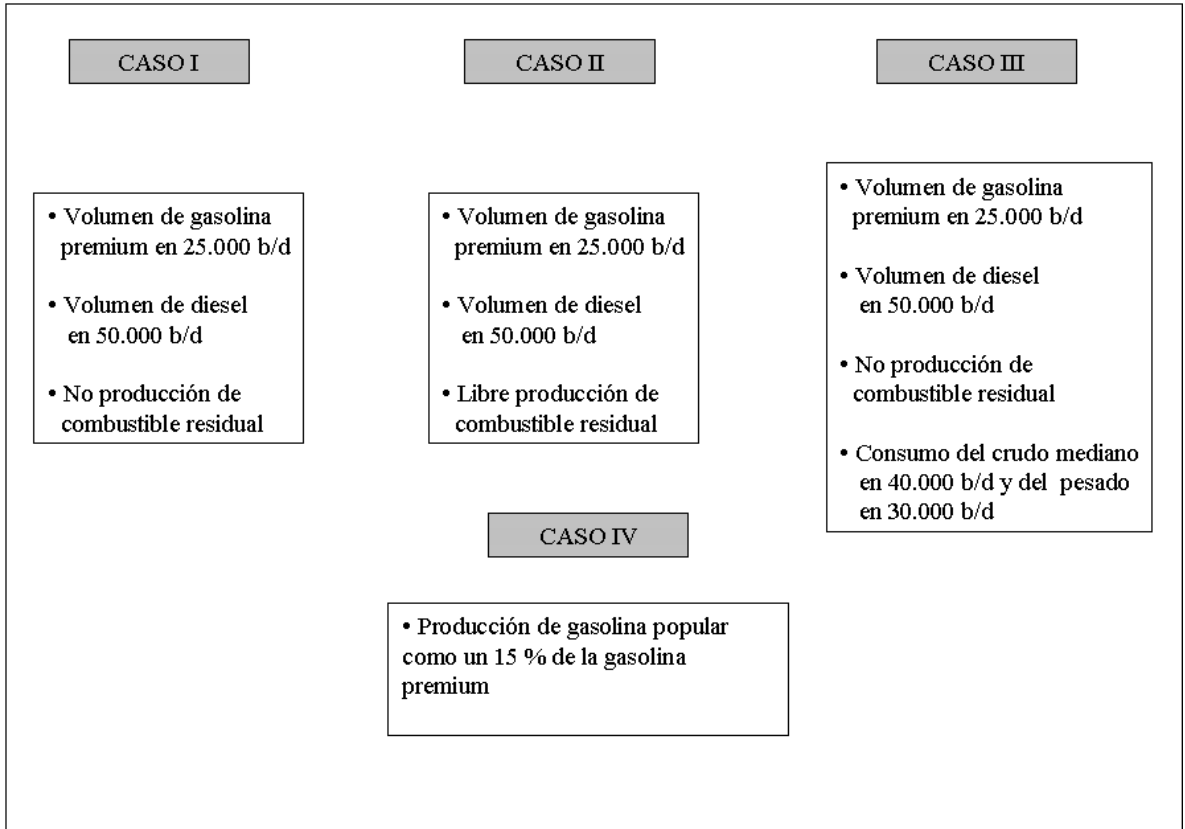 CASO I
• Volumen de gasolina
premium en 25.000 b/d
• Volumen de diesel
en 50.000 b/d
• No producción de
combustible residual
CASO II
• Volumen de gasolina
premium en 25.000 b/d
• Volumen de diesel
en 50.000 b/d
• Libre producción de
combustible residual
CASO III
• Volumen de gasolina
premium en 25.000 b/d
• Volumen de diesel
en 50.000 b/d
• No producción de
combustible residual
• Consumo del crudo mediano
en 40.000 b/d y del pesado
en 30.000 b/d
CASO IV
• Producción de gasolina popular
como un 15 % de la gasolina
premium